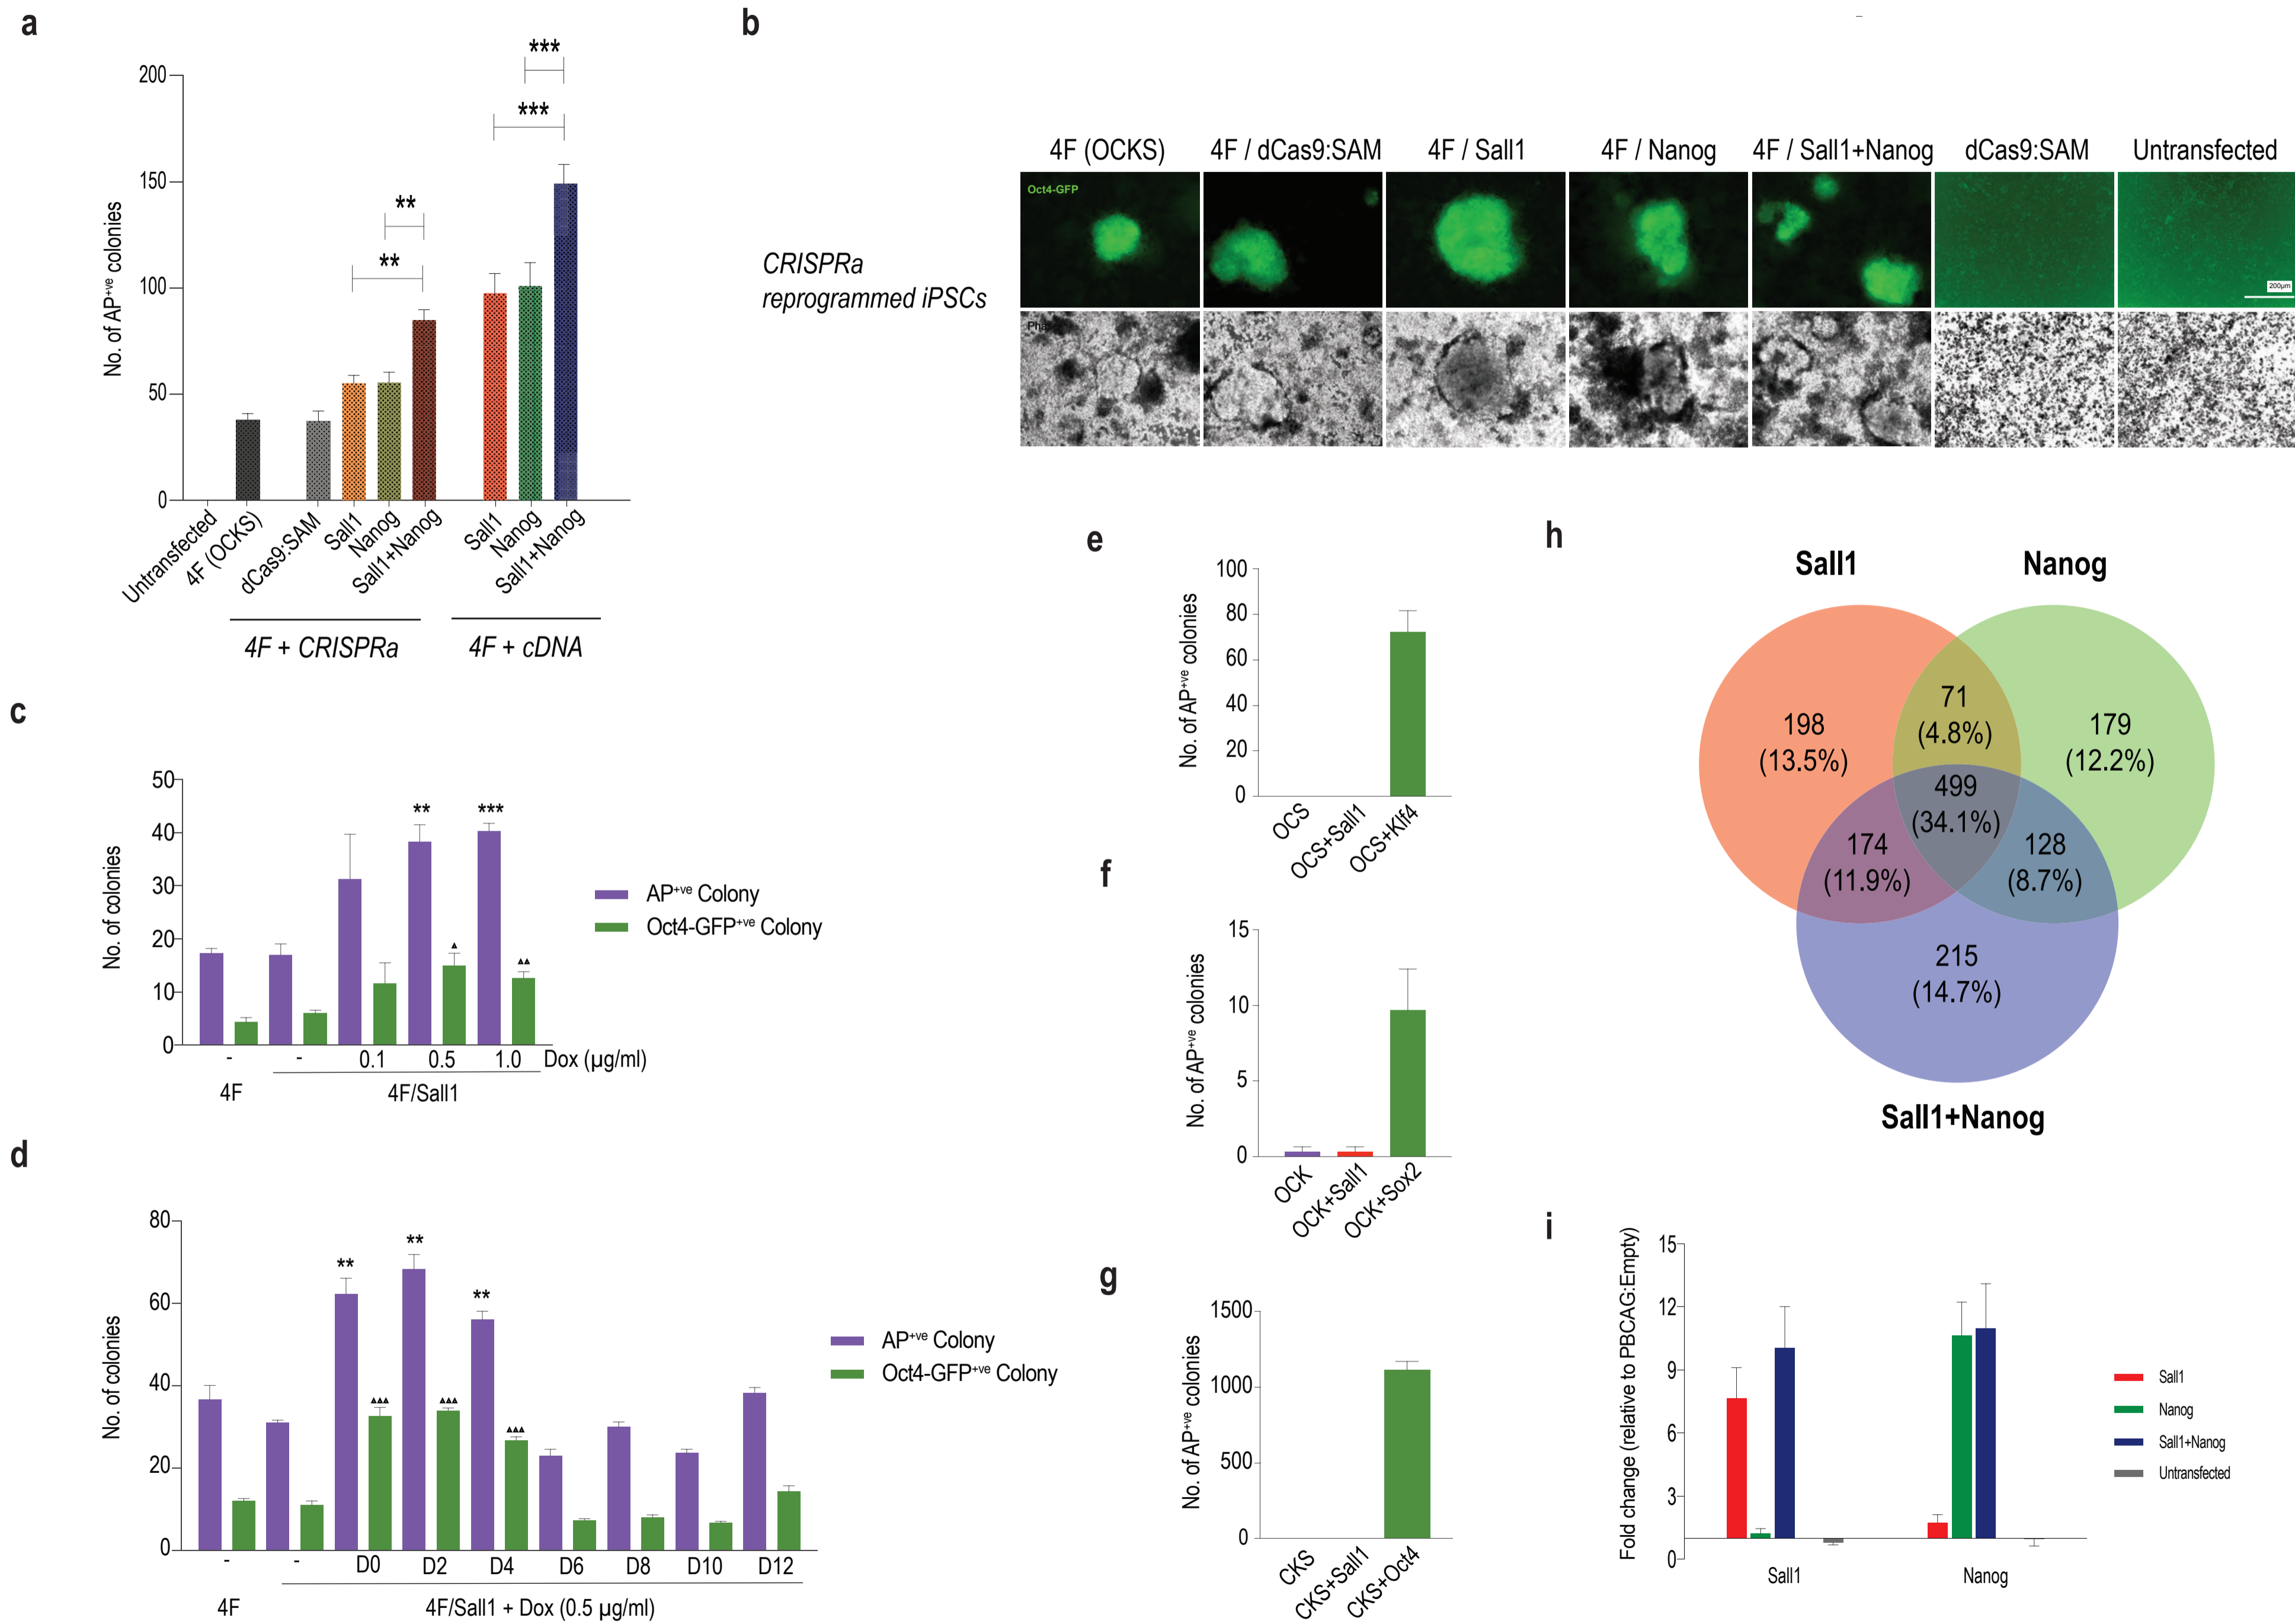 a
***
***
**
**
200
150
100
50
0
No. of AP+ve colonies
Untransfected
4F (OCKS)
dCas9:SAM
Sall1
Nanog
Sall1+Nanog
Sall1
Nanog
Sall1+Nanog
4F + CRISPRa
4F + cDNA
b
4F (OCKS)
4F / dCas9:SAM
4F / Sall1
4F / Nanog
4F / Sall1+Nanog
dCas9:SAM
Untransfected
Oct4-GFP
200µm
CRISPRa
reprogrammed iPSCs
c
50
40
30
20
10
0
No. of colonies
** ***
▲ ▲▲
AP+ve Colony
Oct4-GFP+ve Colony
- - 0.1 0.5 1.0 Dox (µg/ml)
4F 4F/Sall1
d
80
60
40
20
0
No. of colonies
** ** **
▲▲▲ ▲▲▲ ▲▲▲
AP+ve Colony
Oct4-GFP+ve Colony
- - D0 D2 D4 D6 D8 D10 D12
4F 4F/Sall1 + Dox (0.5 µg/ml)
e
100
80
60
40
20
0
No. of AP+ve colonies
OCS
OCS+Sall1
OCS+Klf4
f
15
10
5
0
No. of AP+ve colonies
OCK
OCK+Sall1
OCK+Sox2
g
1500
1000
500
0
No. of AP+ve colonies
CKS
CKS+Sall1
CKS+Oct4
h
Sall1 Nanog
71
(4.8%)
198
(13.5%)
179
(12.2%)
499
(34.1%)
174
(11.9%)
128
(8.7%)
215
(14.7%)
Sall1+Nanog
i
15
12
9
6
3
0
Fold change (relative to PBCAG:Empty)
Sall1 Nanog
Sall1
Nanog
Sall1+Nanog
Untransfected